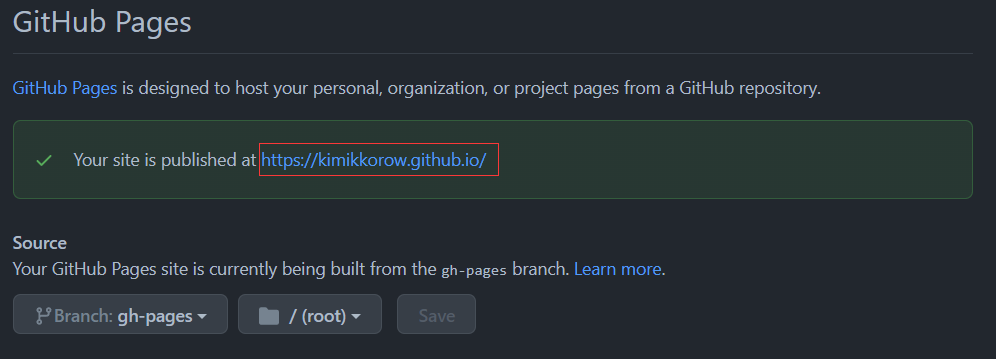 GitHub Pages
GitHub Pages is designed to host your personal, organization, or project pages from a GitHub repository.
Your site is published at https://kimikkorow.github.io/
Source
Your GitHub Pages site is currently being built from the gh-pages branch. Learn more.
Branch: gh-pages / (root) Save